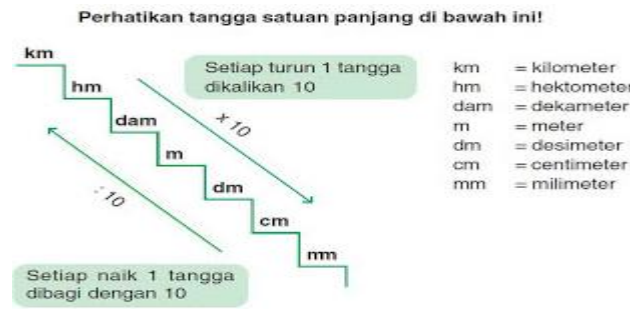 Perhatikan tangga satuan panjang di bawah ini!
km
hm
dam
m
dm
cm
mm
Setiap turun 1 tangga
dikalikan 10
x 10
: 10
Setiap naik 1 tangga
dibagi dengan 10
km = kilometer
hm = hektometer
dam = dekameter
m = meter
dm = desimeter
cm = centimeter
mm = milimeter